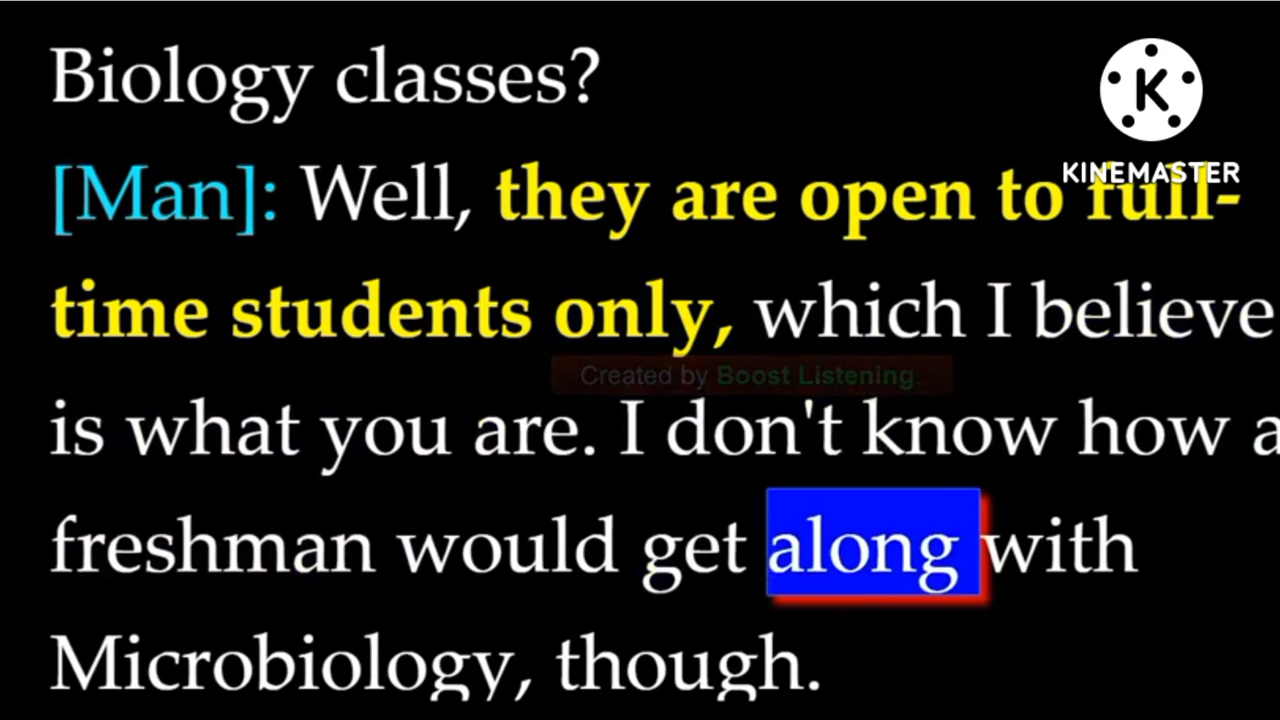 Biology classes?
K
KINEMASTER
[Man]: Well, they are open to full-
time students only, which I believe
Created by Boost Listening.
is what you are. I don't know how a
freshman would get along with
Microbiology, though.